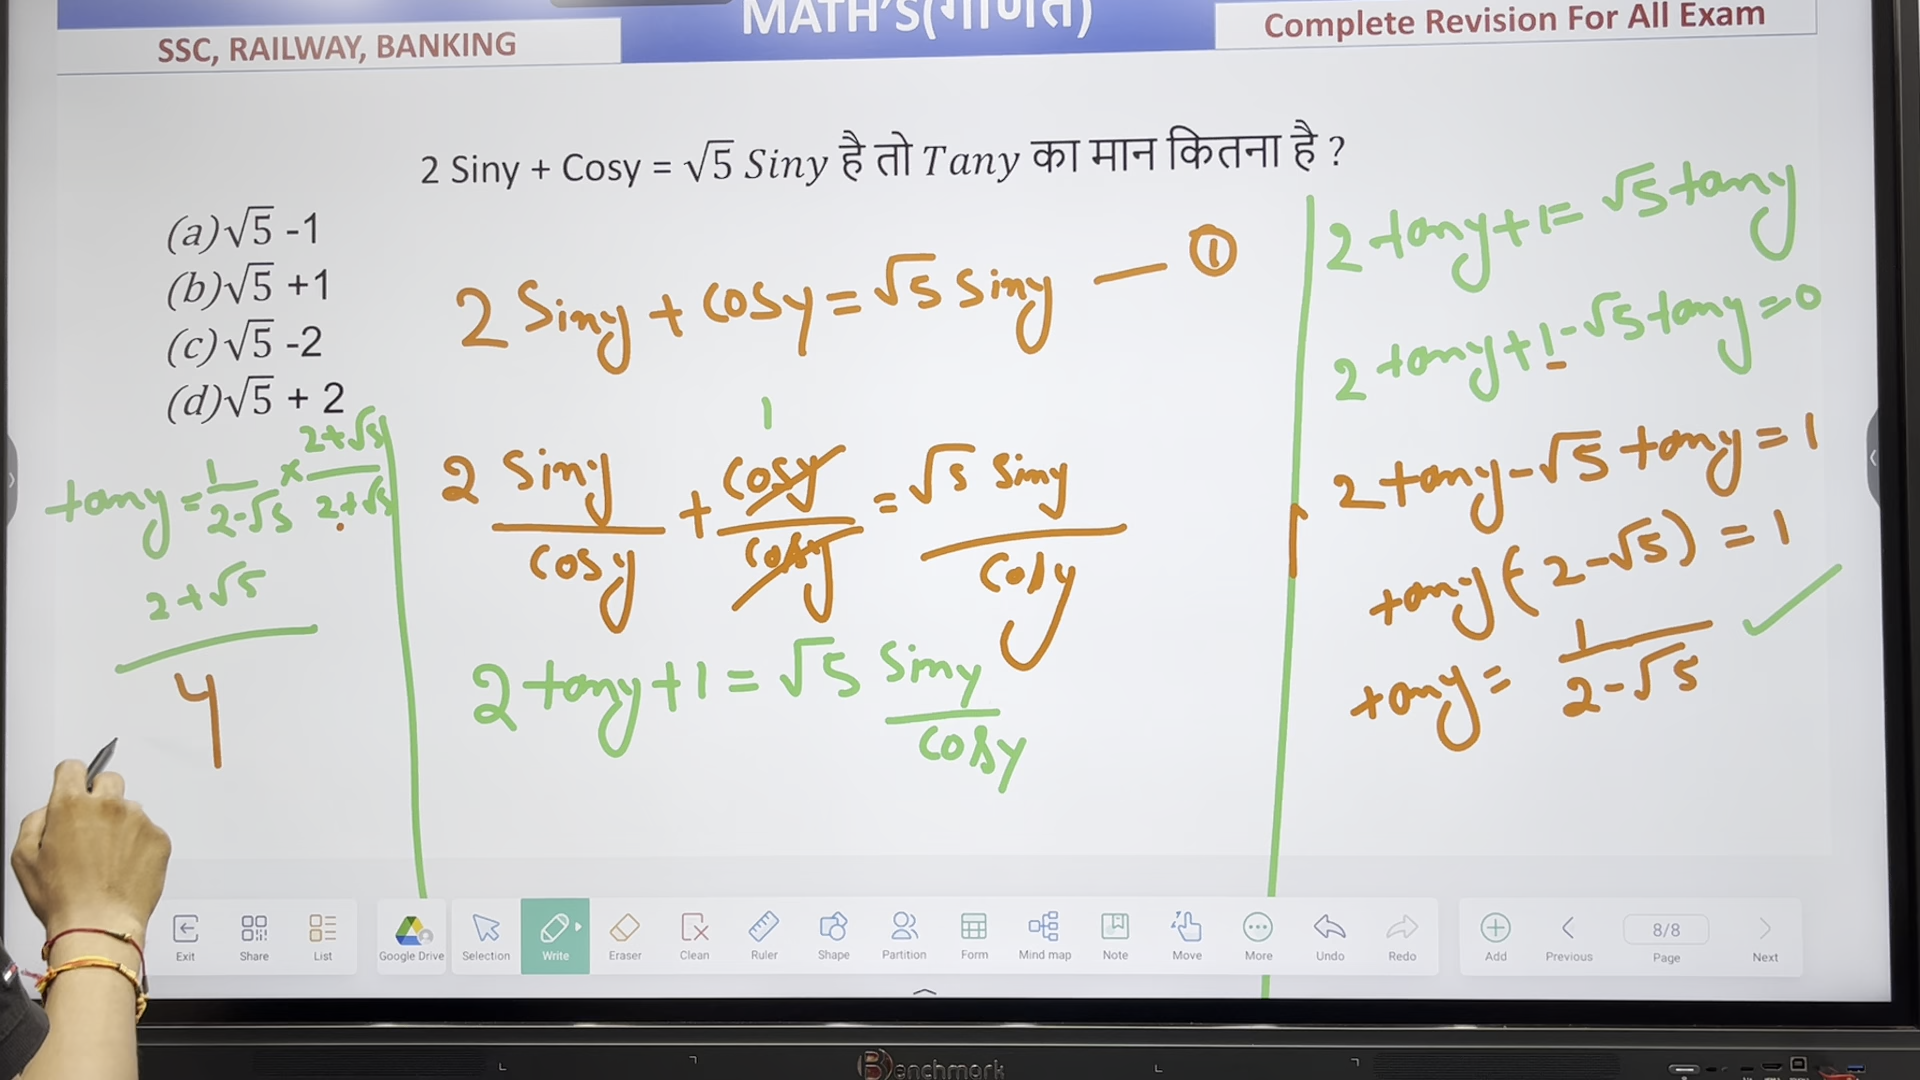 MATH'S(गणित)
SSC, RAILWAY, BANKING
Complete Revision For All Exam
2 Siny + Cosy = √5 Siny है तो Tany का मान कितना है ?
(a)√5 -1
(b)√5 +1
(c)√5 -2
(d)√5 + 2
tany = 1/2-√5 × 2+√5/2+√5
2+√5
4
2 Siny + Cosy = √5 Siny — ①
1
2 Siny/Cosy + Cosy/Cosy = √5 Siny/Cosy
2 tany + 1 = √5 Siny/Cosy
2 tany + 1 = √5 tany
2 tany + 1 - √5 tany = 0
2 tany - √5 tany = 1
tany ( 2-√5) = 1
tany = 1/2-√5
Exit
Share
List
Google Drive
Selection
Write
Eraser
Clean
Ruler
Shape
Partition
Form
Mind map
Note
Move
More
Undo
Redo
Add
Previous
8/8
Page
Next
Benchmark